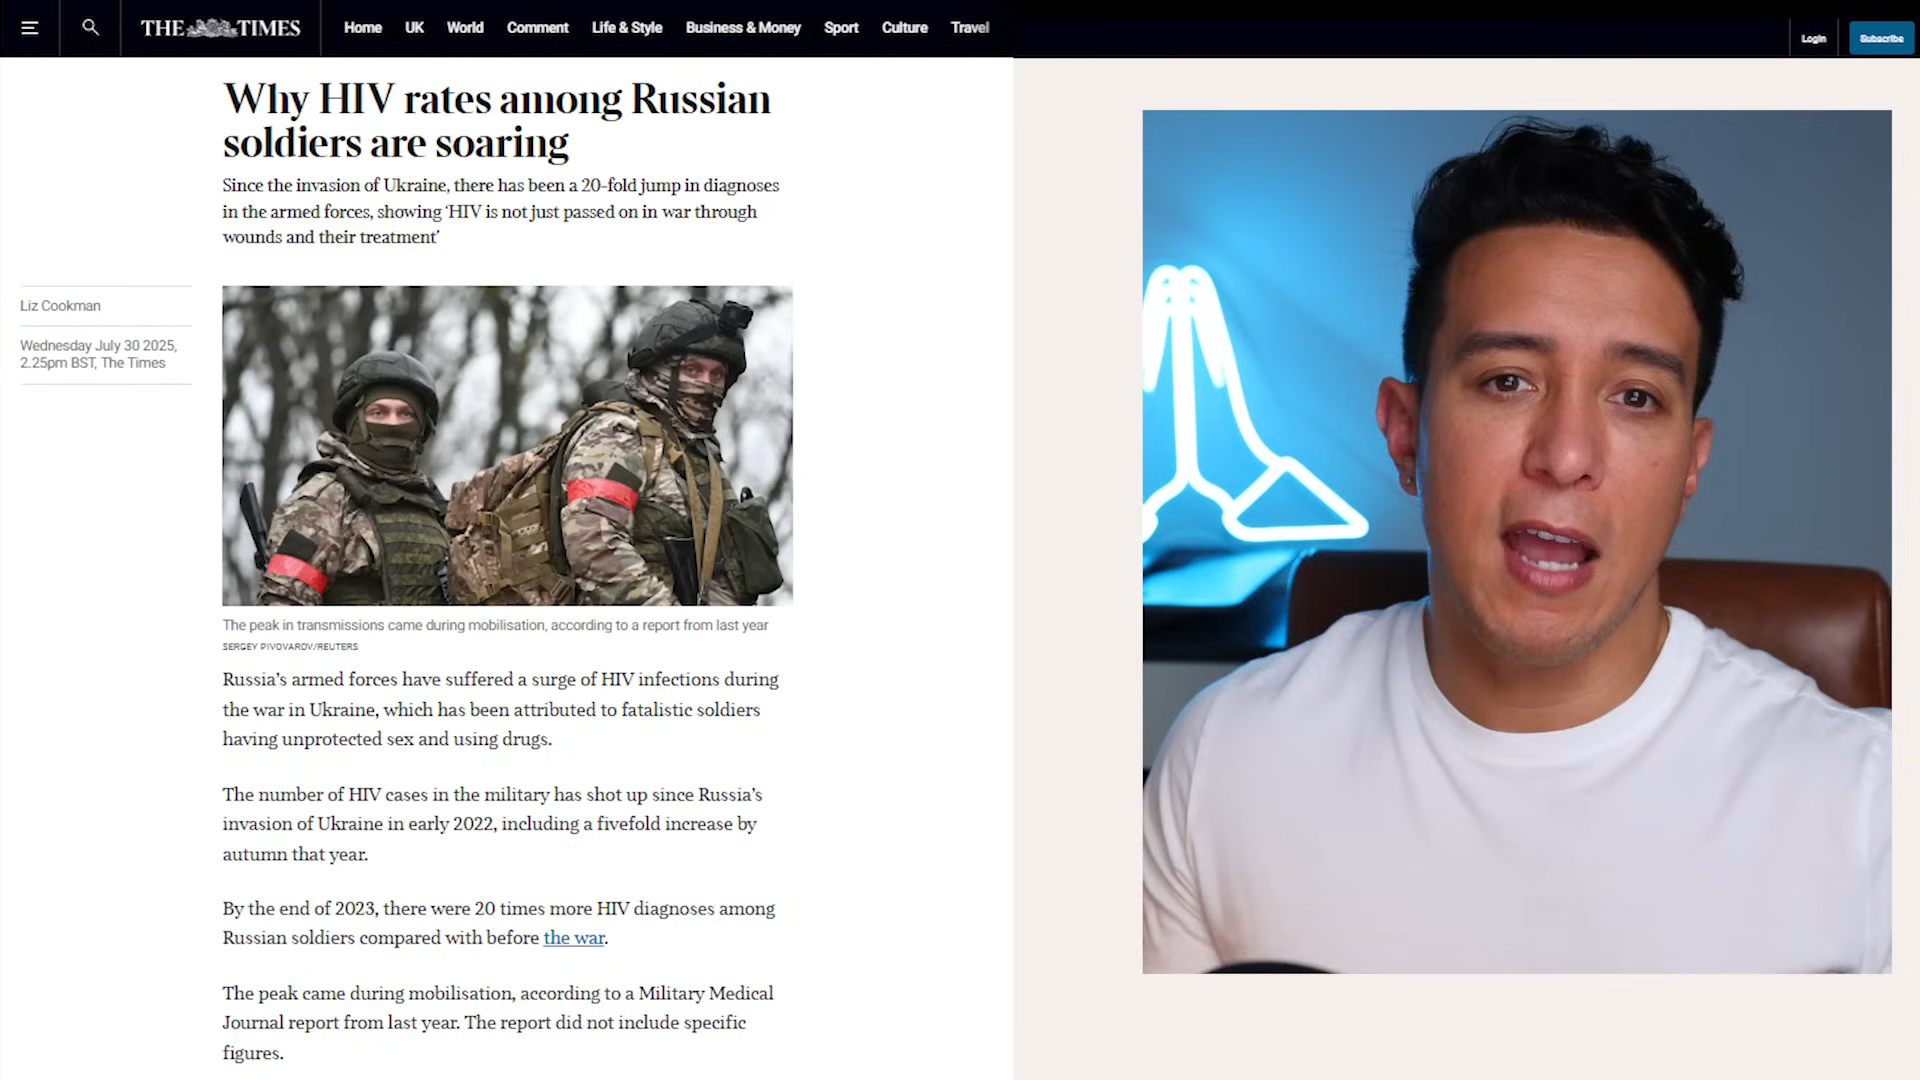 THE TIMES
Home UK World Comment Life & Style Business & Money Sport Culture Travel
Login
Subscribe
Why HIV rates among Russian
soldiers are soaring
Since the invasion of Ukraine, there has been a 20-fold jump in diagnoses
in the armed forces, showing ‘HIV is not just passed on in war through
wounds and their treatment’
Liz Cookman
Wednesday July 30 2025,
2.25pm BST, The Times
The peak in transmissions came during mobilisation, according to a report from last year
SERGEY PIVOVAROV/REUTERS
Russia’s armed forces have suffered a surge of HIV infections during
the war in Ukraine, which has been attributed to fatalistic soldiers
having unprotected sex and using drugs.
The number of HIV cases in the military has shot up since Russia’s
invasion of Ukraine in early 2022, including a fivefold increase by
autumn that year.
By the end of 2023, there were 20 times more HIV diagnoses among
Russian soldiers compared with before the war.
The peak came during mobilisation, according to a Military Medical
Journal report from last year. The report did not include specific
figures.